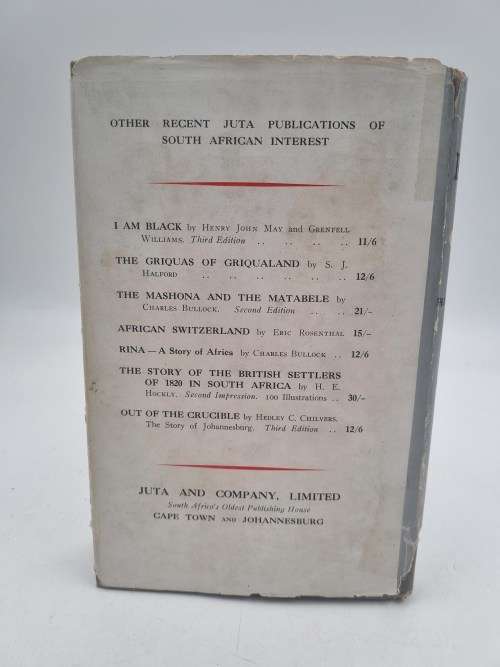 OTHER RECENT JUTA PUBLICATIONS OF
SOUTH AFRICAN INTEREST
I AM BLACK by Henry John May and Grenfell
Williams. Third Edition .. .. .. .. 11/6
THE GRIQUAS OF GRIQUALAND by S. J.
Halford .. .. .. .. .. .. 12/6
THE MASHONA AND THE MATABELE by
Charles Bullock. Second Edition .. .. 21/-
AFRICAN SWITZERLAND by Eric Rosenthal 15/-
RINA — A Story of Africa by Charles Bullock .. 12/6
THE STORY OF THE BRITISH SETTLERS
OF 1820 IN SOUTH AFRICA by H. E.
Hockly. Second Impression. 100 Illustrations .. 30/-
OUT OF THE CRUCIBLE by Hedley C. Chilvers.
The Story of Johannesburg. Third Edition .. 12/6
JUTA AND COMPANY, LIMITED
South Africa's Oldest Publishing House
CAPE TOWN AND JOHANNESBURG